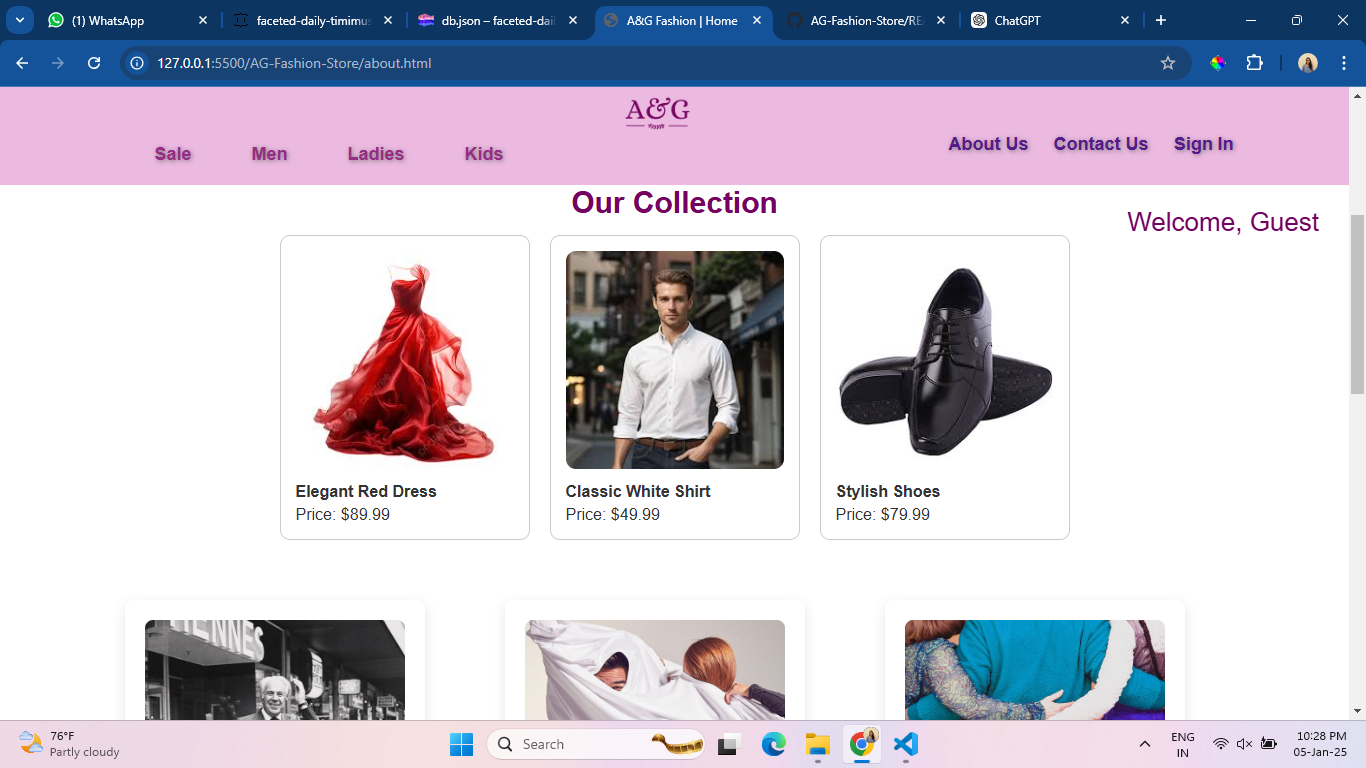 (1) WhatsApp
faceted-daily-timimus
db.json – faceted-dai
A&G Fashion | Home
AG-Fashion-Store/RE
ChatGPT
127.0.0.1:5500/AG-Fashion-Store/about.html
A&G
Sale Men Ladies Kids
About Us Contact Us Sign In
Our Collection
Welcome, Guest
Elegant Red Dress
Price: $89.99
Classic White Shirt
Price: $49.99
Stylish Shoes
Price: $79.99
ENNES
76°F
Partly cloudy
Search
ENG
IN
10:28 PM
05-Jan-25